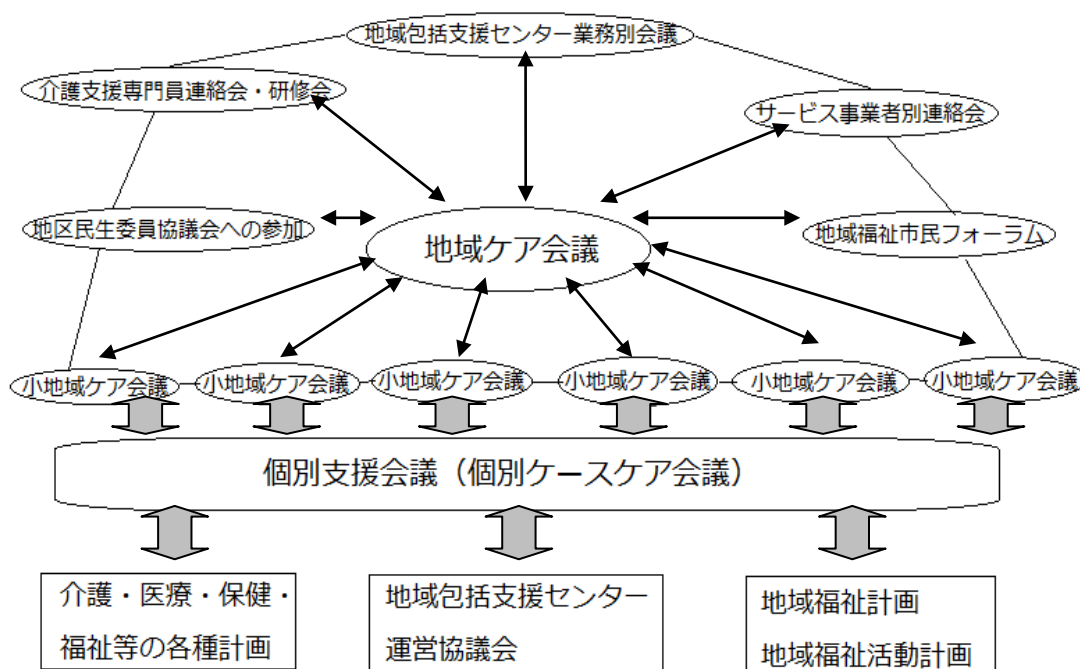 地域包括支援センター業務別会議
介護支援専門員連絡会・研修会
サービス事業者別連絡会
地区民生委員協議会への参加
地域ケア会議
地域福祉市民フォーラム
小地域ケア会議
小地域ケア会議
小地域ケア会議
小地域ケア会議
小地域ケア会議
小地域ケア会議
個別支援会議（個別ケースケア会議）
介護・医療・保健・
福祉等の各種計画
地域包括支援センター
運営協議会
地域福祉計画
地域福祉活動計画